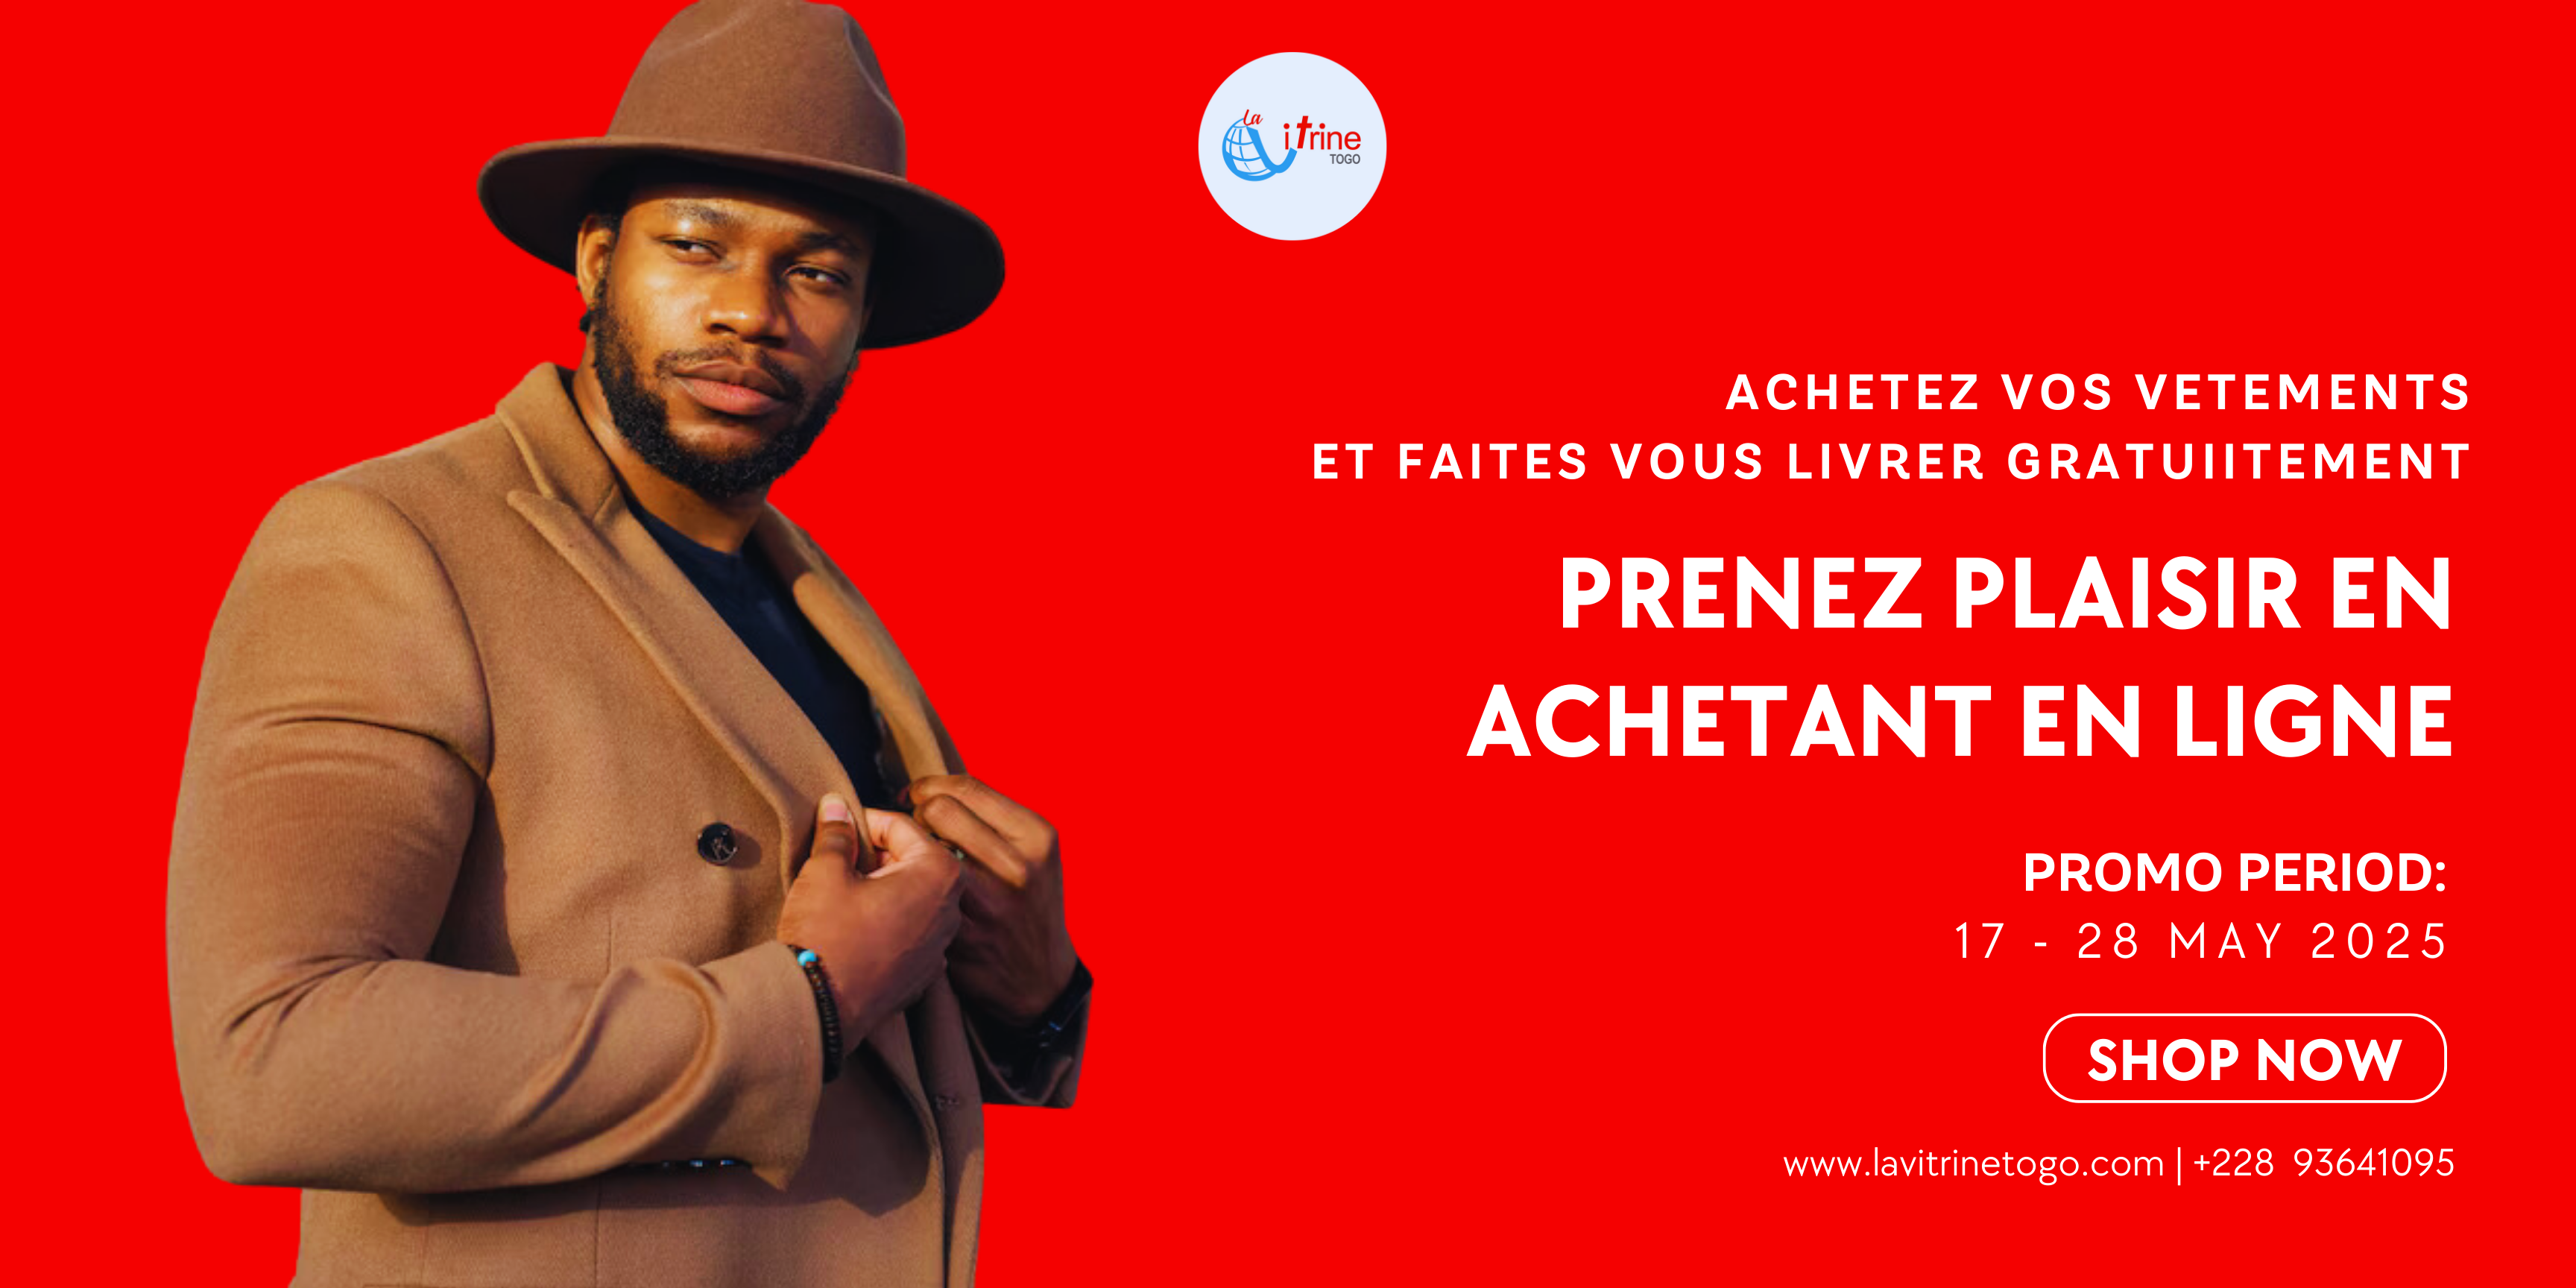 La Vitrine
TOGO
ACHETEZ VOS VETEMENTS
ET FAITES VOUS LIVRER GRATUIITEMENT
PRENEZ PLAISIR EN
ACHETANT EN LIGNE
PROMO PERIOD:
17 - 28 MAY 2025
SHOP NOW
www.lavitrinetogo.com | +228 93641095